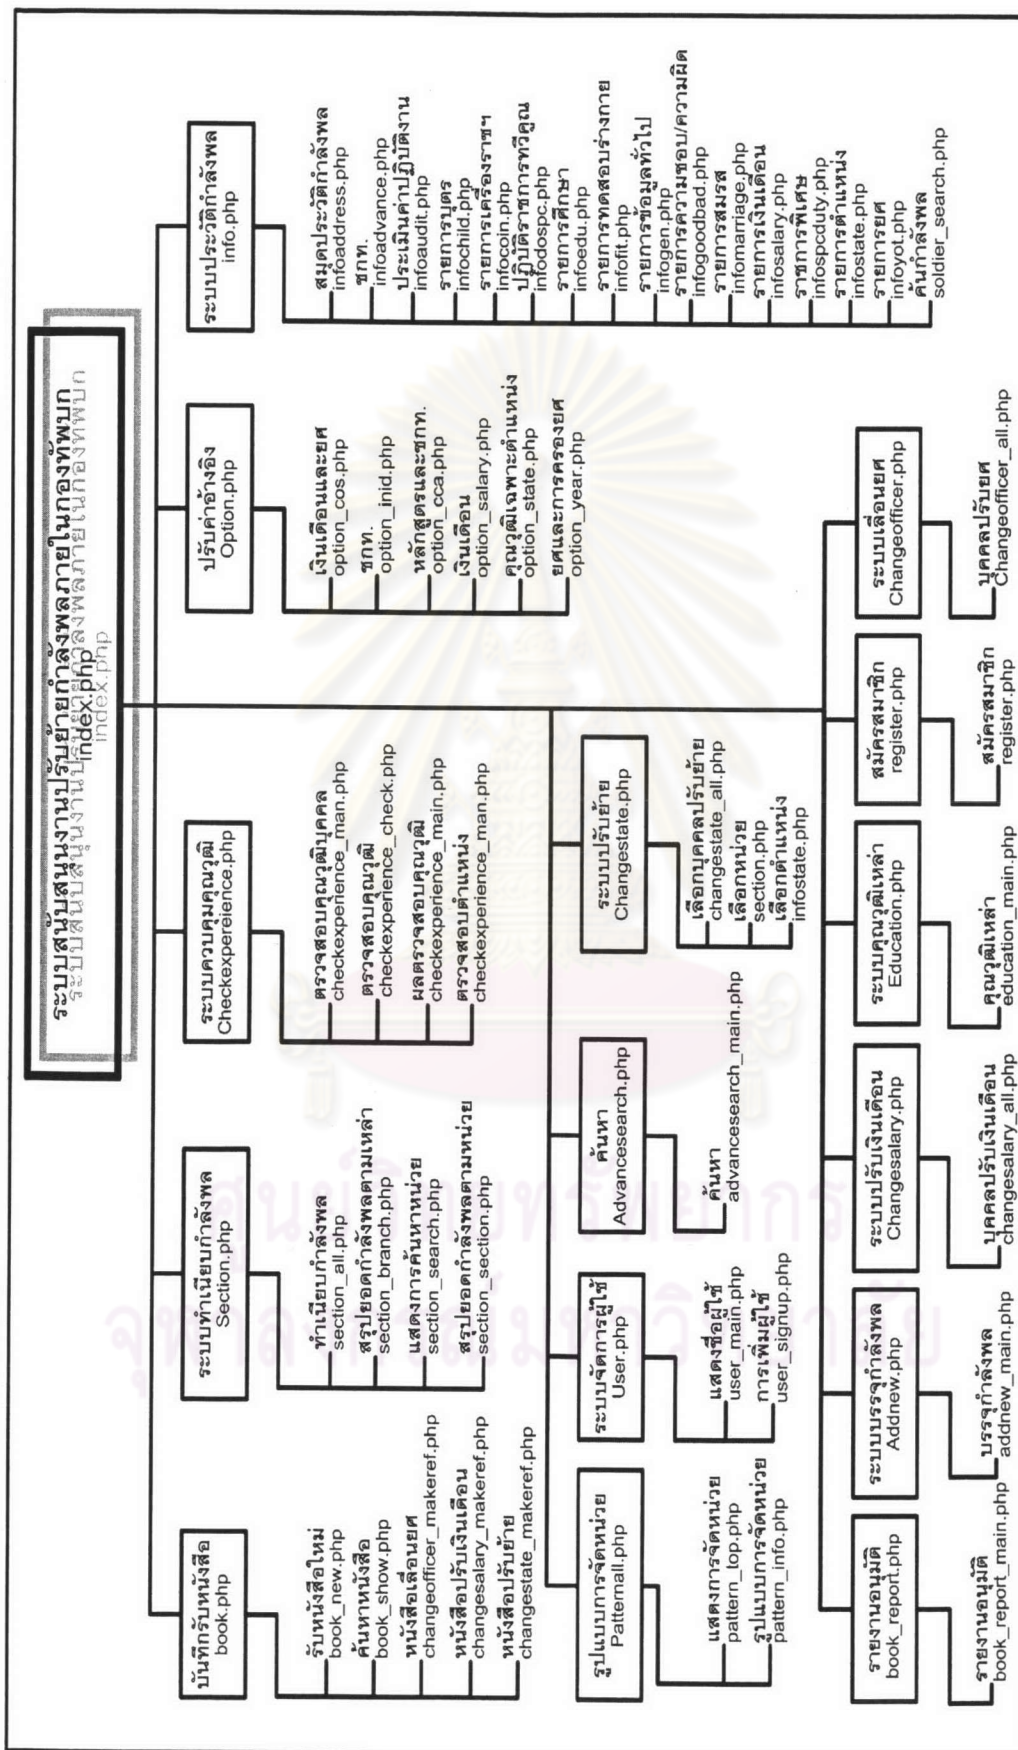 ระบบสนับสนุนงานปรับย้ายกำลังพลภายในกองทัพบก
index.php
บันทึกรับหนังสือ
book.php
รับหนังสือใหม่
book_new.php
ค้นหาหนังสือ
book_show.php
หนังสือเลื่อนยศ
changeofficer_makeref.php
หนังสือปรับเงินเดือน
changesalary_makeref.php
หนังสือปรับย้าย
changestate_makeref.php
ระบบทำเนียบกำลังพล
Section.php
ทำเนียบกำลังพล
section_all.php
สรุปยอดกำลังพลตามเหล่า
section_branch.php
แสดงการค้นหาหน่วย
section_search.php
สรุปยอดกำลังพลตามหน่วย
section_section.php
ระบบควบคุมคุณวุฒิ
Checkexpereience.php
ตรวจสอบคุณวุฒิบุคคล
checkexperience_man.php
ตรวจสอบคุณวุฒิ
checkexperience_check.php
ผลตรวจสอบคุณวุฒิ
checkexperience_main.php
ตรวจสอบตำแหน่ง
checkexperience_man.php
ปรับค่าอ้างอิง
Option.php
เงินเดือนและยศ
option_cos.php
ชกท.
option_inid.php
หลักสูตรและชกท.
option_cca.php
เงินเดือน
option_salary.php
คุณวุฒิเฉพาะตำแหน่ง
option_state.php
ยศและการครองยศ
option_year.php
ระบบประวัติกำลังพล
info.php
สมุดประวัติกำลังพล
infoaddress.php
ชกท.
infoadvance.php
ประเมินค่าปฏิบัติงาน
infoaudit.php
รายการบุตร
infochild.php
รายการเครื่องราชฯ
infocoin.php
ปฏิบัติราชการทวีคูณ
infodospc.php
รายการศึกษา
infoedu.php
รายการทดสอบร่างกาย
infofit.php
รายการข้อมูลทั่วไป
infogen.php
รายการความชอบ/ความผิด
infogoodbad.php
รายการสมรส
infomarriage.php
รายการเงินเดือน
infosalary.php
ราชการพิเศษ
infospcduty.php
รายการตำแหน่ง
infostate.php
รายการยศ
infoyot.php
ค้นกำลังพล
soldier_search.php
รูปแบบการจัดหน่วย
Patternall.php
แสดงการจัดหน่วย
pattern_top.php
รูปแบบการจัดหน่วย
pattern_info.php
ระบบจัดการผู้ใช้
User.php
แสดงชื่อผู้ใช้
user_main.php
การเพิ่มผู้ใช้
user_signup.php
ค้นหา
Advancesearch.php
ค้นหา
advancesearch_main.php
ระบบปรับย้าย
Changestate.php
เลือกบุคคลปรับย้าย
changestate_all.php
เลือกหน่วย
section.php
เลือกตำแหน่ง
infostate.php
รายงานอนุมัติ
book_report.php
รายงานอนุมัติ
book_report_main.php
ระบบบรรจุกำลังพล
Addnew.php
บรรจุกำลังพล
addnew_main.php
ระบบปรับเงินเดือน
Changesalary.php
บุคคลปรับเงินเดือน
changesalary_all.php
ระบบคุณวุฒิเหล่า
Education.php
คุณวุฒิเหล่า
education_main.php
สมัครสมาชิก
register.php
สมัครสมาชิก
register.php
ระบบเลื่อนยศ
Changeofficer.php
บุคคลปรับยศ
Changeofficer_all.php
ศูนย์วิทยทรัพยากร
จุฬาลงกรณ์มหาวิทยาลัย